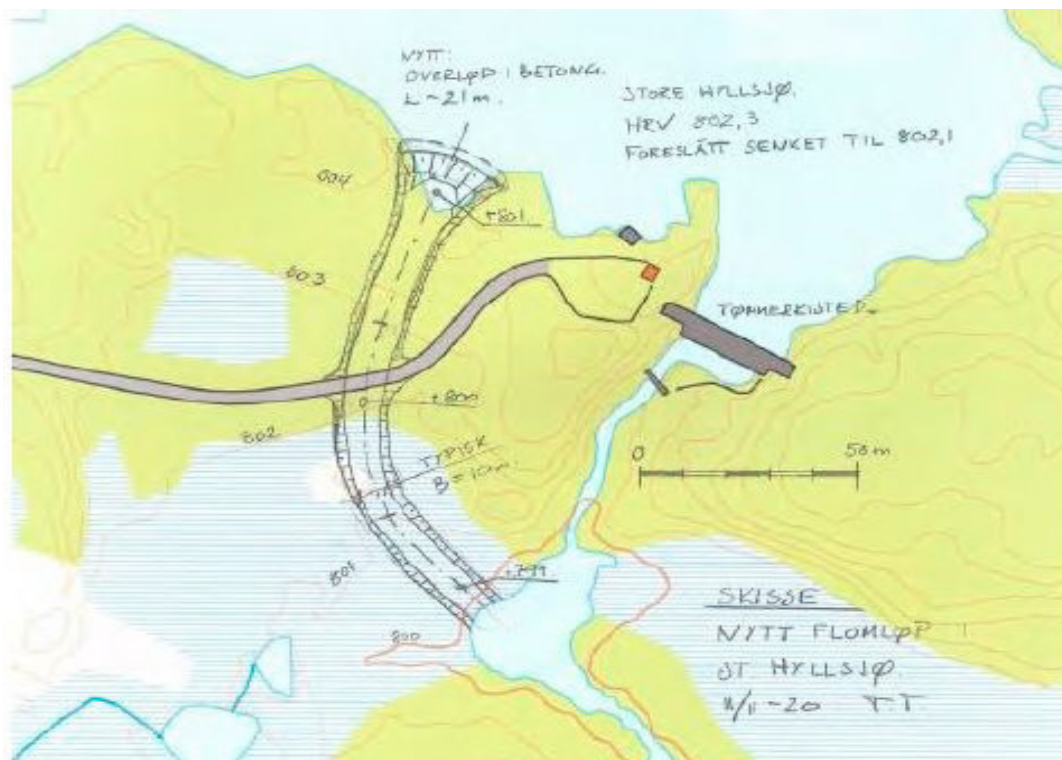 NYTT:
OVERLØP I BETONG.
L ~ 21 m.
STORE HYLLSJØ.
HRV 802,3
FORESLÅTT SENKET TIL 802,1
804
+801
803
TØMMERKISTED.
+800
802
0 50 m
TYPISK
B = 10m.
801
+799
800
SKISSE
NYTT FLOMLØP
ST HYLLSJØ.
11/11-20 T.T.